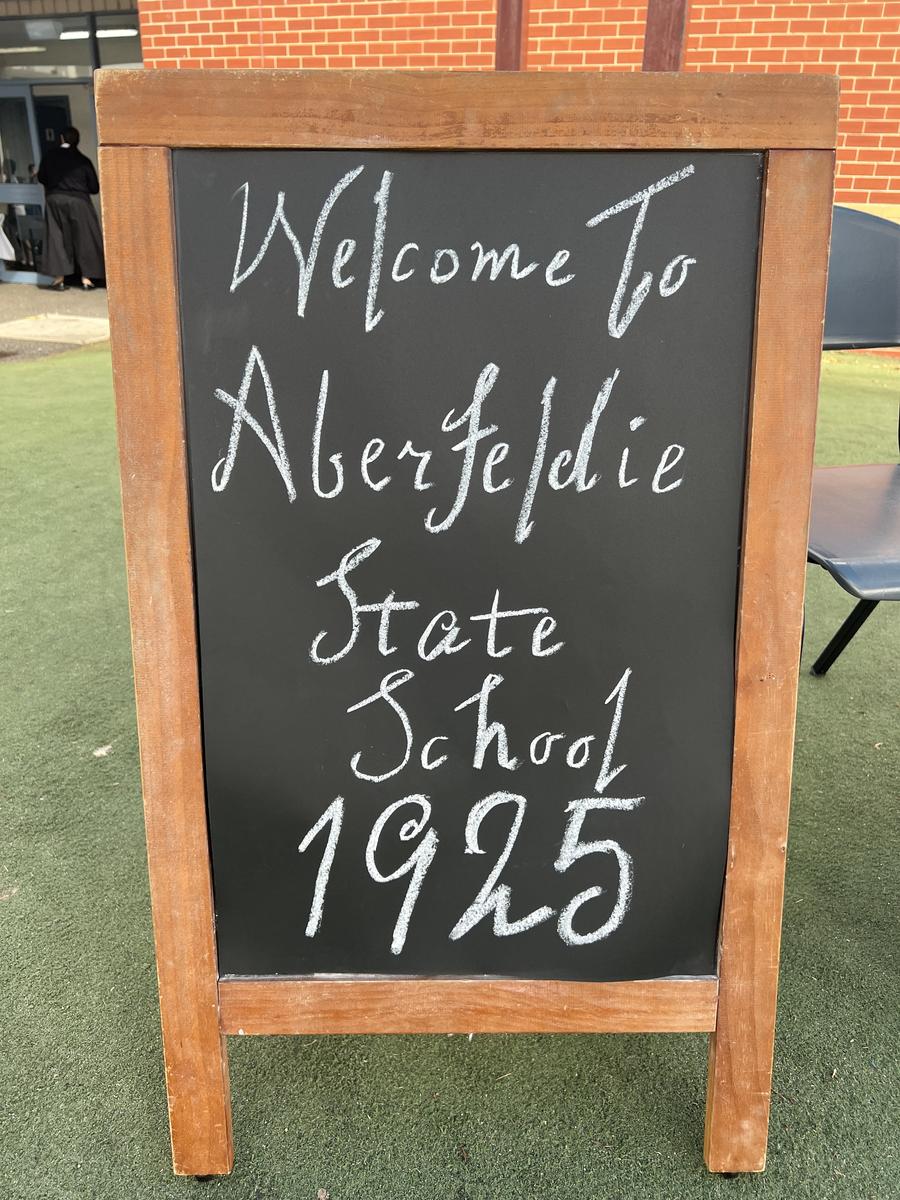 Welcome To
Aberfeldie
State
School
1925